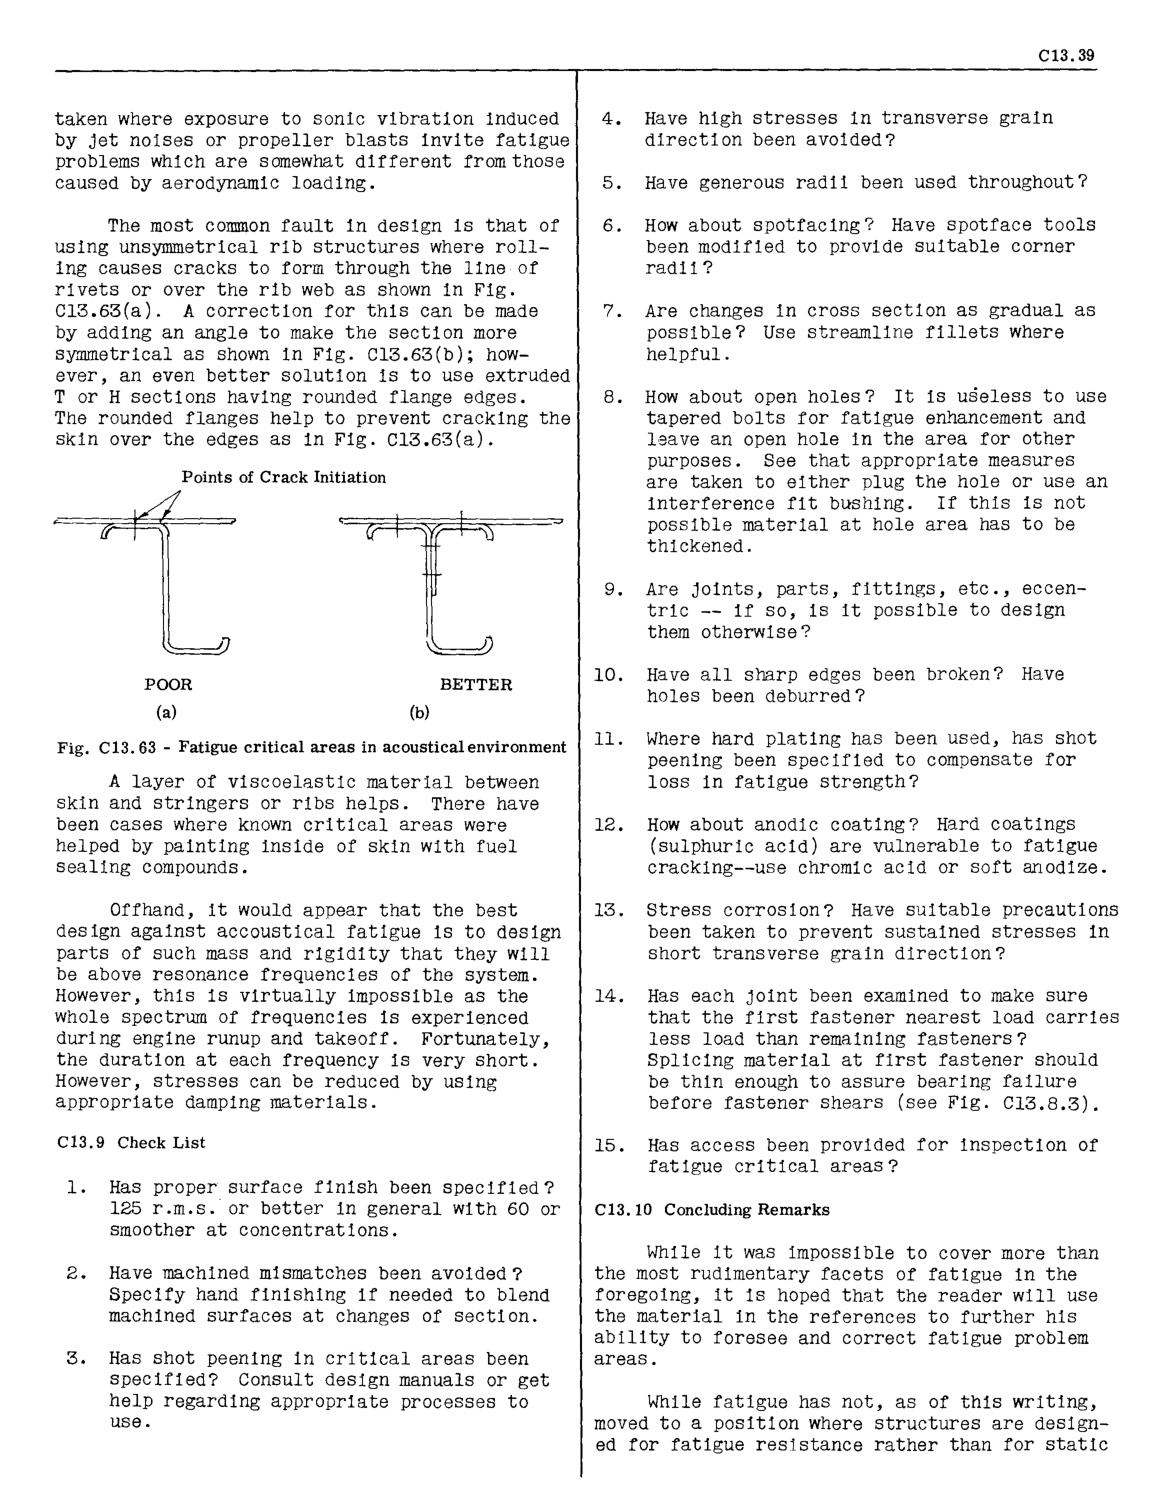 C13.39
taken where exposure to sonic vibration induced
by jet noises or propeller blasts invite fatigue
problems which are somewhat different from those
caused by aerodynamic loading.
The most common fault in design is that of
using unsymmetrical rib structures where roll-
ing causes cracks to form through the line of
rivets or over the rib web as shown in Fig.
C13.63(a). A correction for this can be made
by adding an angle to make the section more
symmetrical as shown in Fig. C13.63(b); how-
ever, an even better solution is to use extruded
T or H sections having rounded flange edges.
The rounded flanges help to prevent cracking the
skin over the edges as in Fig. C13.63(a).
Points of Crack Initiation
POOR
BETTER
(a)
(b)
Fig. C13.63 - Fatigue critical areas in acoustical environment
A layer of viscoelastic material between
skin and stringers or ribs helps. There have
been cases where known critical areas were
helped by painting inside of skin with fuel
sealing compounds.
Offhand, it would appear that the best
design against accoustical fatigue is to design
parts of such mass and rigidity that they will
be above resonance frequencies of the system.
However, this is virtually impossible as the
whole spectrum of frequencies is experienced
during engine runup and takeoff. Fortunately,
the duration at each frequency is very short.
However, stresses can be reduced by using
appropriate damping materials.
C13.9 Check List
1. Has proper surface finish been specified?
125 r.m.s. or better in general with 60 or
smoother at concentrations.
2. Have machined mismatches been avoided?
Specify hand finishing if needed to blend
machined surfaces at changes of section.
3. Has shot peening in critical areas been
specified? Consult design manuals or get
help regarding appropriate processes to
use.
4. Have high stresses in transverse grain
direction been avoided?
5. Have generous radii been used throughout?
6. How about spotfacing? Have spotface tools
been modified to provide suitable corner
radii?
7. Are changes in cross section as gradual as
possible? Use streamline fillets where
helpful.
8. How about open holes? It is useless to use
tapered bolts for fatigue enhancement and
leave an open hole in the area for other
purposes. See that appropriate measures
are taken to either plug the hole or use an
interference fit bushing. If this is not
possible material at hole area has to be
thickened.
9. Are joints, parts, fittings, etc., eccen-
tric -- if so, is it possible to design
them otherwise?
10. Have all sharp edges been broken? Have
holes been deburred?
11. Where hard plating has been used, has shot
peening been specified to compensate for
loss in fatigue strength?
12. How about anodic coating? Hard coatings
(sulphuric acid) are vulnerable to fatigue
cracking--use chromic acid or soft anodize.
13. Stress corrosion? Have suitable precautions
been taken to prevent sustained stresses in
short transverse grain direction?
14. Has each joint been examined to make sure
that the first fastener nearest load carries
less load than remaining fasteners?
Splicing material at first fastener should
be thin enough to assure bearing failure
before fastener shears (see Fig. C13.8.3).
15. Has access been provided for inspection of
fatigue critical areas?
C13.10 Concluding Remarks
While it was impossible to cover more than
the most rudimentary facets of fatigue in the
foregoing, it is hoped that the reader will use
the material in the references to further his
ability to foresee and correct fatigue problem
areas.
While fatigue has not, as of this writing,
moved to a position where structures are design-
ed for fatigue resistance rather than for static